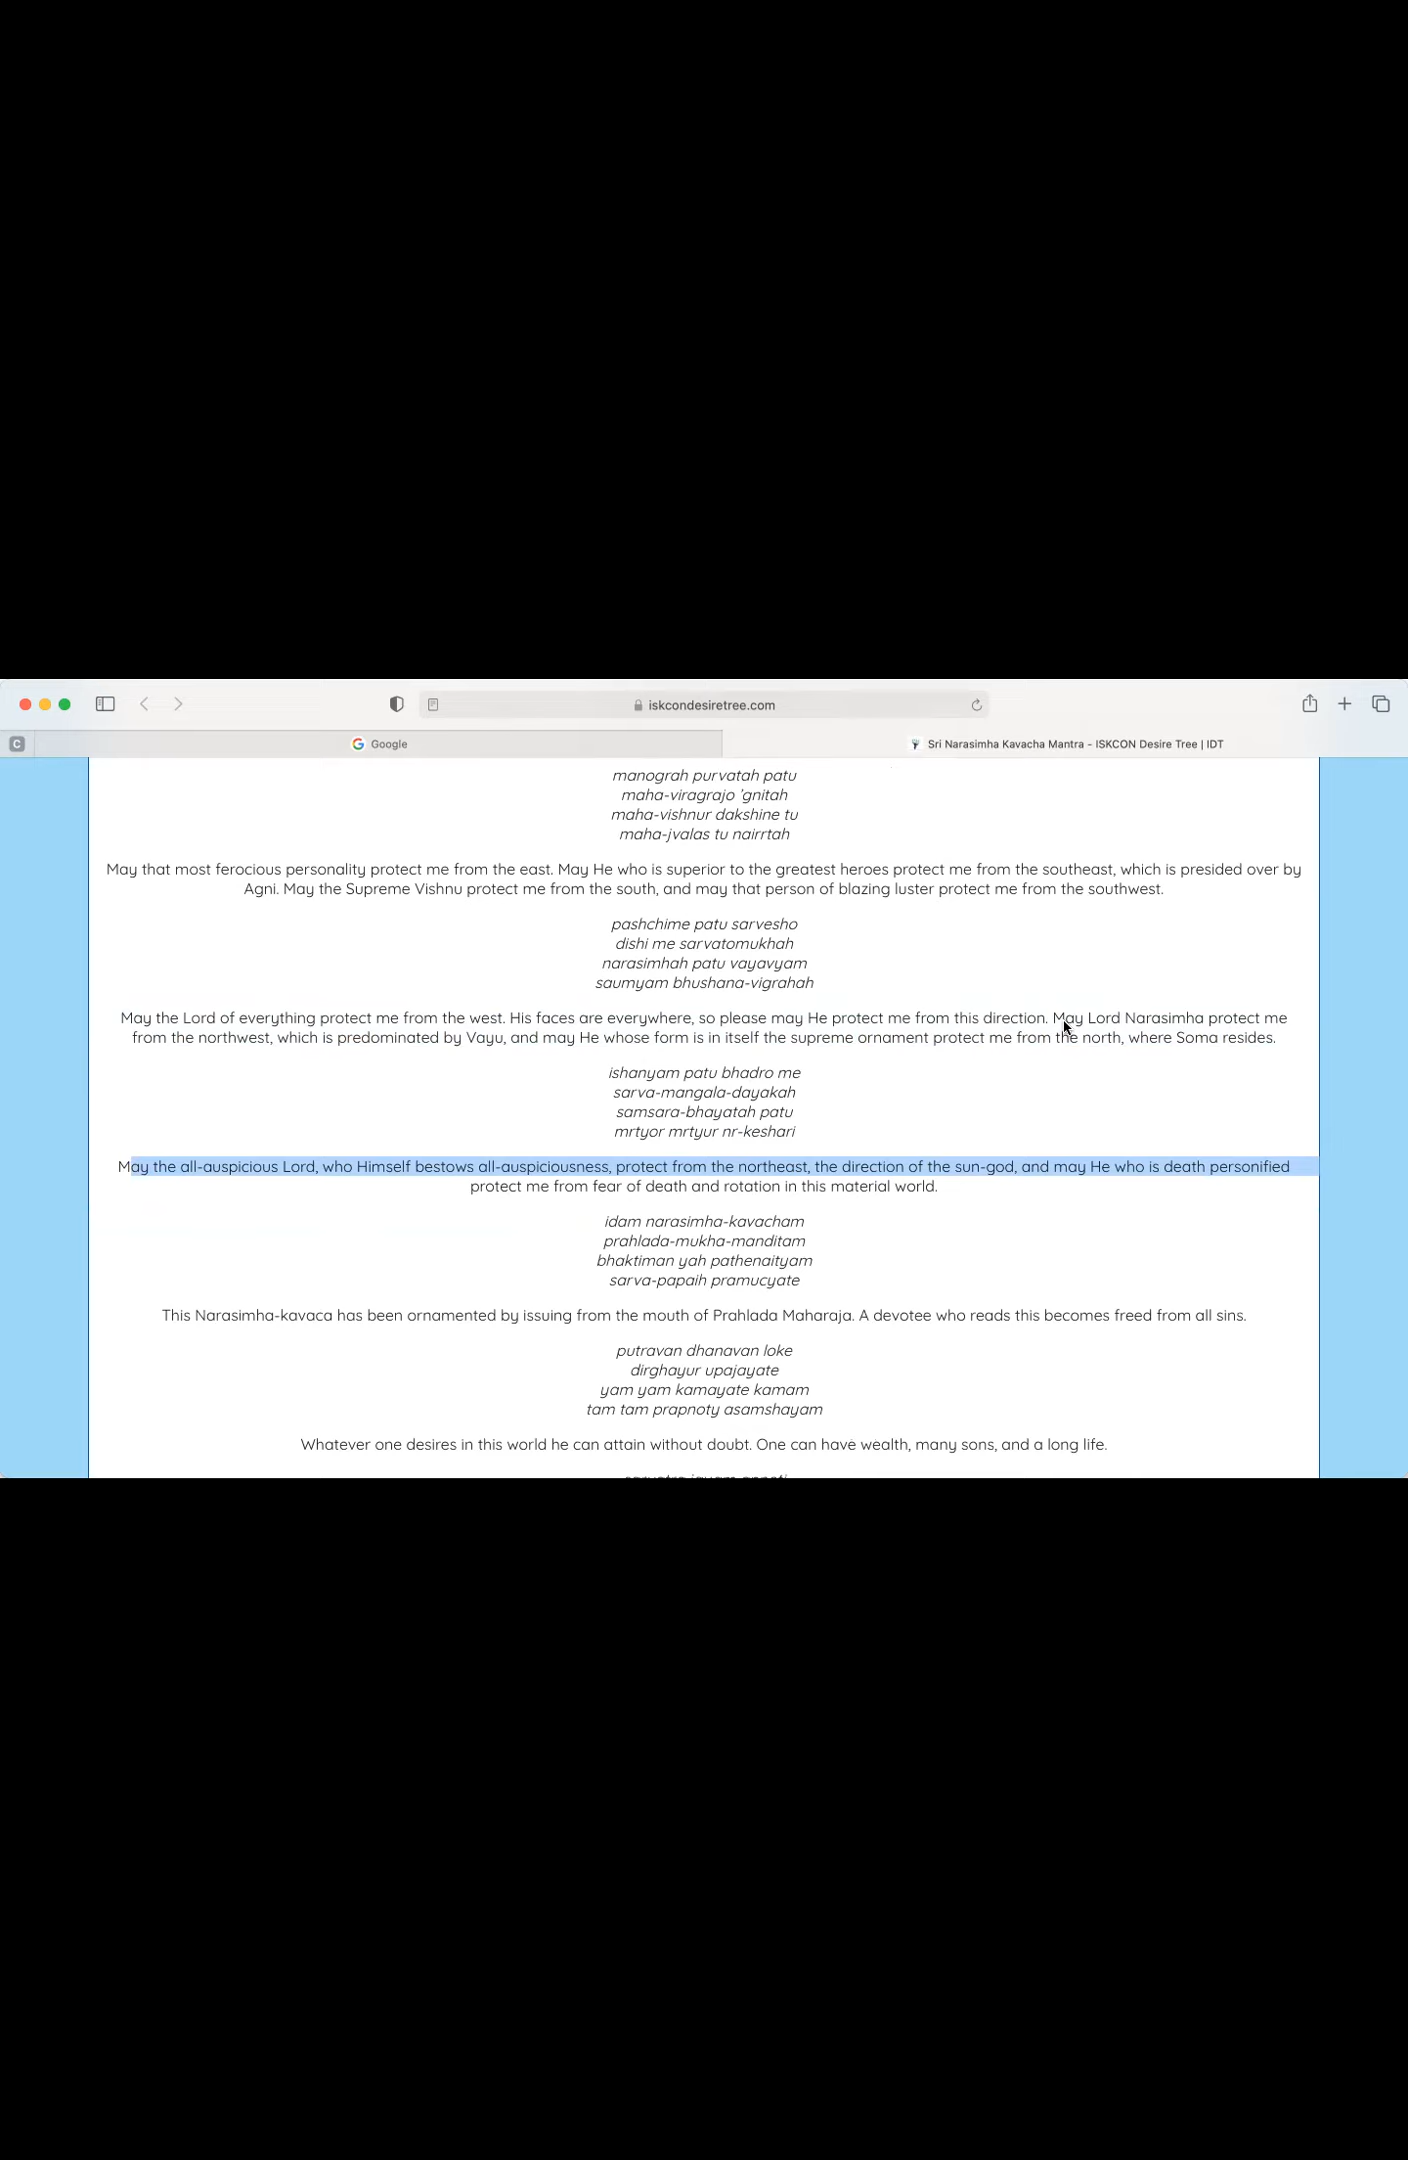 iskcondesiretree.com
C
Google
Sri Narasimha Kavacha Mantra - ISKCON Desire Tree | IDT
manograh purvatah patu
maha-viragrajo 'gnitah
maha-vishnur dakshine tu
maha-jvalas tu nairrtah
May that most ferocious personality protect me from the east. May He who is superior to the greatest heroes protect me from the southeast, which is presided over by
Agni. May the Supreme Vishnu protect me from the south, and may that person of blazing luster protect me from the southwest.
pashchime patu sarvesho
dishi me sarvatomukhah
narasimhah patu vayavyam
saumyam bhushana-vigrahah
May the Lord of everything protect me from the west. His faces are everywhere, so please may He protect me from this direction. May Lord Narasimha protect me
from the northwest, which is predominated by Vayu, and may He whose form is in itself the supreme ornament protect me from the north, where Soma resides.
ishanyam patu bhadro me
sarva-mangala-dayakah
samsara-bhayatah patu
mrtyor mrtyur nr-keshari
May the all-auspicious Lord, who Himself bestows all-auspiciousness, protect from the northeast, the direction of the sun-god, and may He who is death personified
protect me from fear of death and rotation in this material world.
idam narasimha-kavacham
prahlada-mukha-manditam
bhaktiman yah pathenaityam
sarva-papaih pramucyate
This Narasimha-kavaca has been ornamented by issuing from the mouth of Prahlada Maharaja. A devotee who reads this becomes freed from all sins.
putravan dhanavan loke
dirghayur upajayate
yam yam kamayate kamam
tam tam prapnoty asamshayam
Whatever one desires in this world he can attain without doubt. One can have wealth, many sons, and a long life.